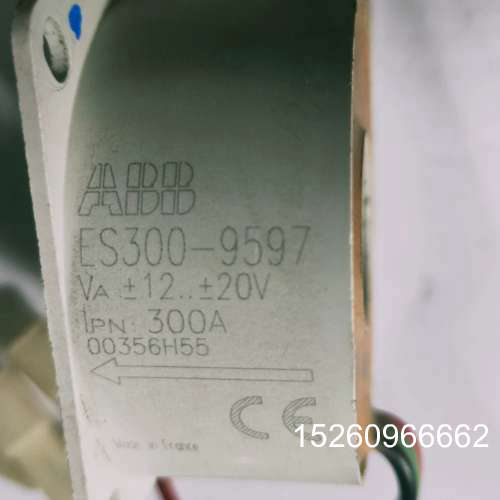 ABB
ES300-9597
VA ±12..±20V
IPN: 300A
00356H55
CE
15260966662
Made in France